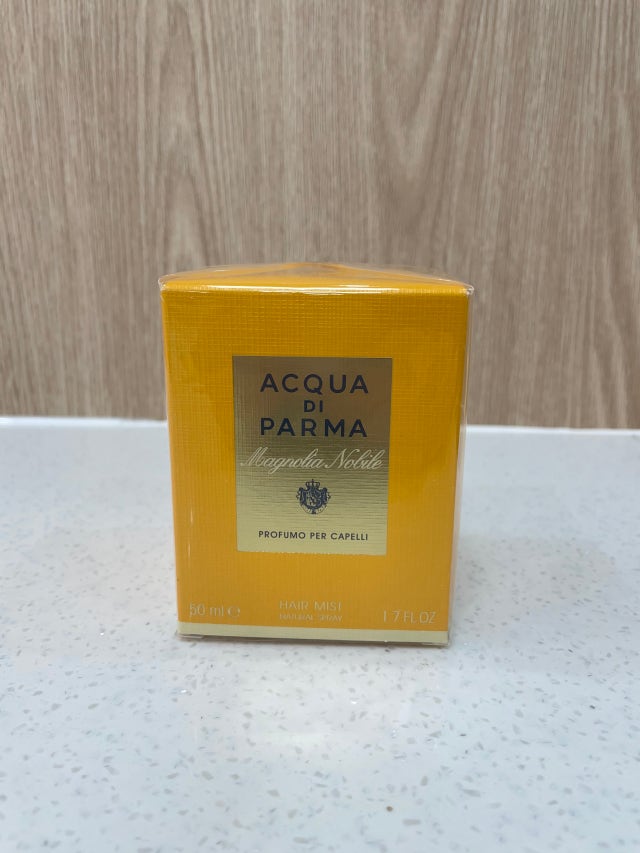 ACQUA
DI
PARMA
Magnolia Nobile
PROFUMO PER CAPELLI
50 ml e HAIR MIST 1.7 FL OZ
NATURAL SPRAY